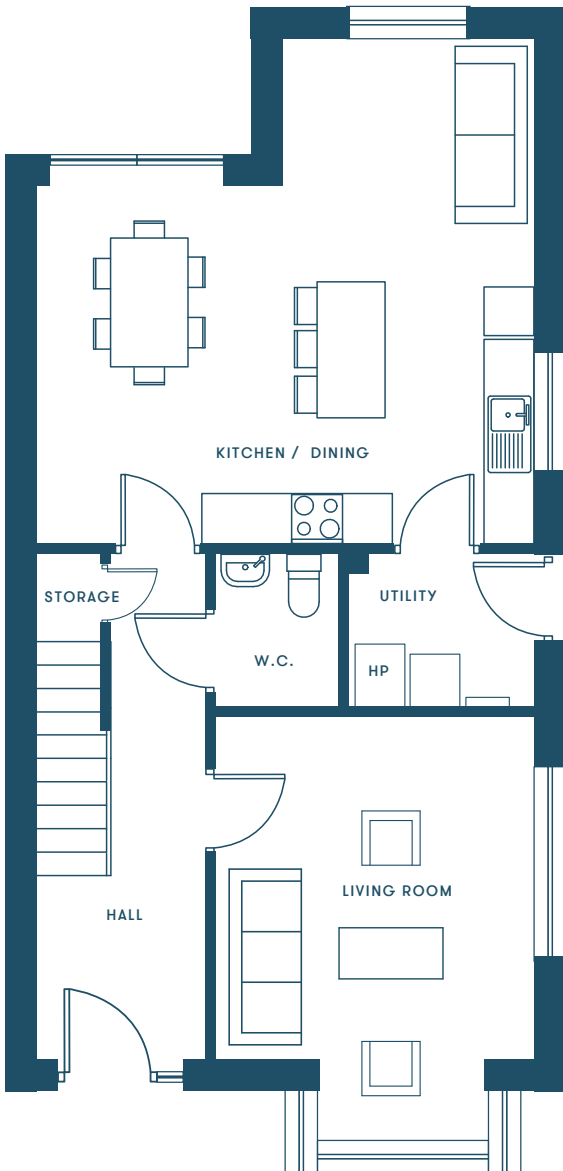 KITCHEN / DINING
STORAGE
UTILITY
W.C.
HP
LIVING ROOM
HALL